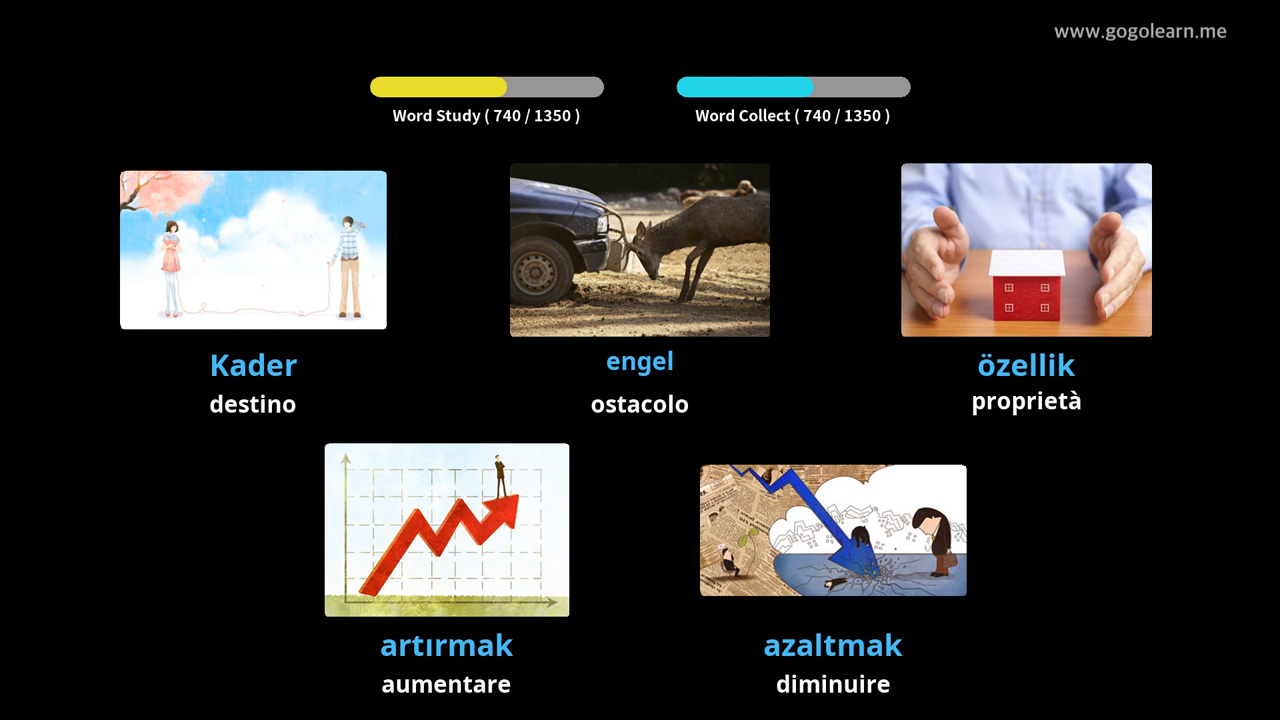 www.gogolearn.me
Word Study ( 740 / 1350 )
Word Collect ( 740 / 1350 )
Kader
destino
engel
ostacolo
özellik
proprietà
artırmak
aumentare
azaltmak
diminuire